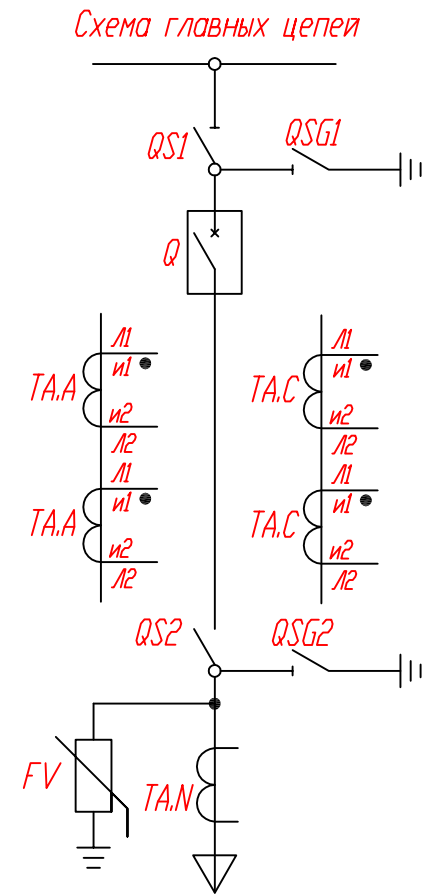 Схема главных цепей
QS1
QSG1
Q
Л1
и1
TA.A
и2
Л2
Л1
и1
TA.A
и2
Л2
Л1
и1
TA.C
и2
Л2
Л1
и1
TA.C
и2
Л2
QS2
QSG2
FV
TA.N